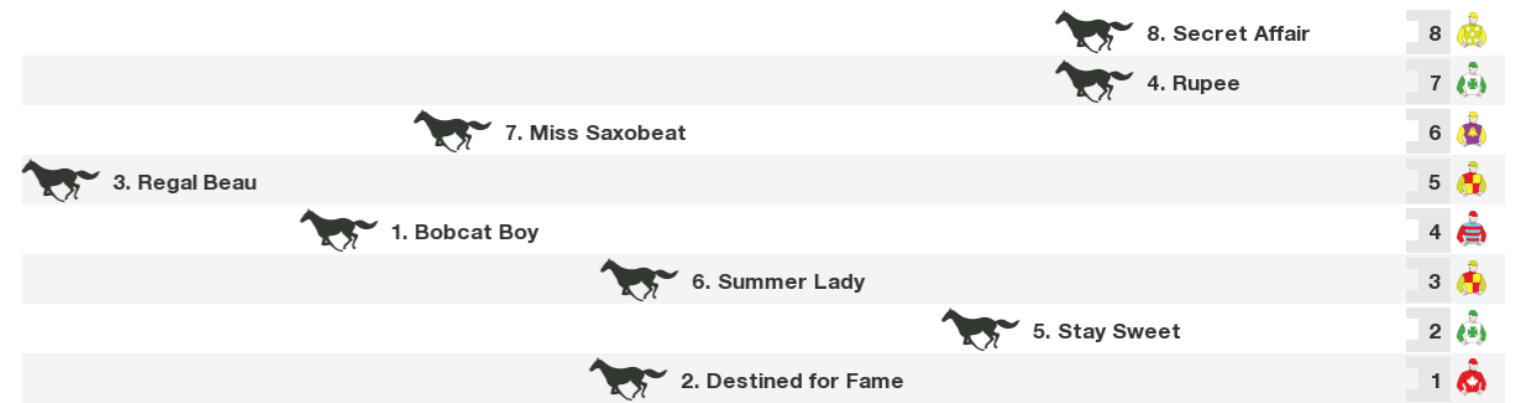 8. Secret Affair 8
4. Rupee 7
7. Miss Saxobeat 6
3. Regal Beau 5
1. Bobcat Boy 4
6. Summer Lady 3
5. Stay Sweet 2
2. Destined for Fame 1